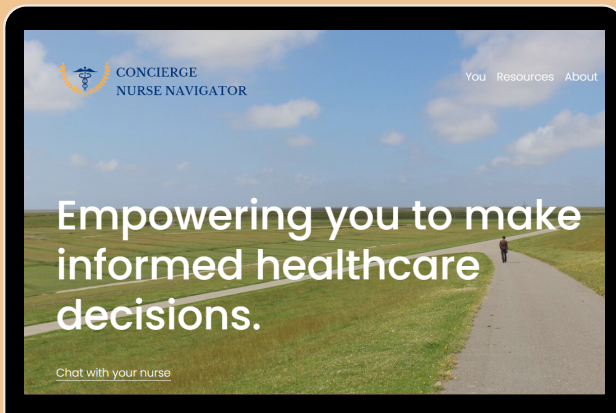 CONCIERGE
NURSE NAVIGATOR
You Resources About
Empowering you to make
informed healthcare
decisions.
Chat with your nurse